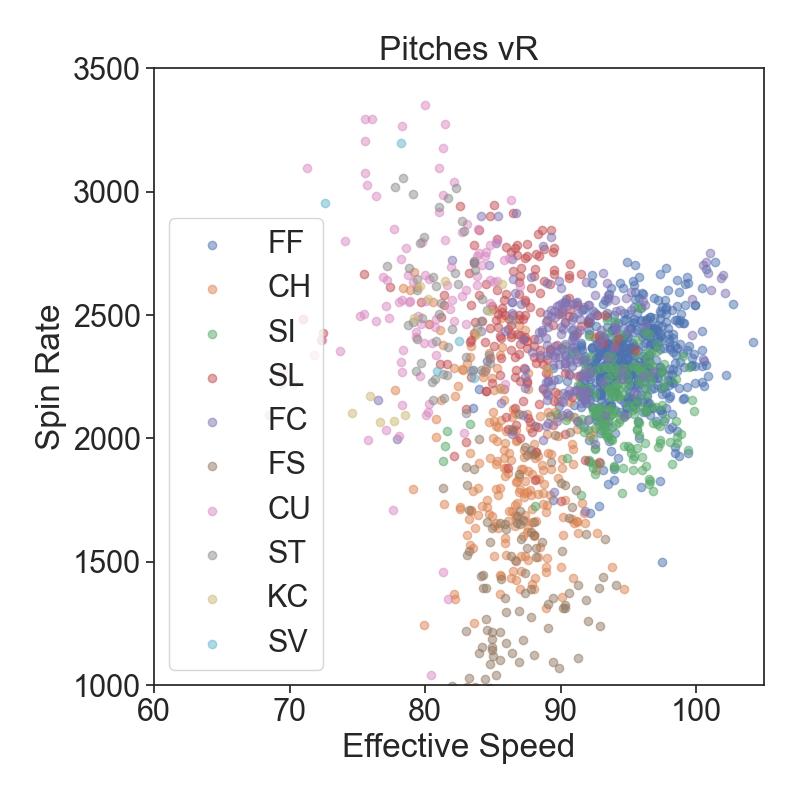 Pitches vR
3500
3000
2500
2000
1500
1000
Spin Rate
FF
CH
SI
SL
FC
FS
CU
ST
KC
SV
60 70 80 90 100
Effective Speed